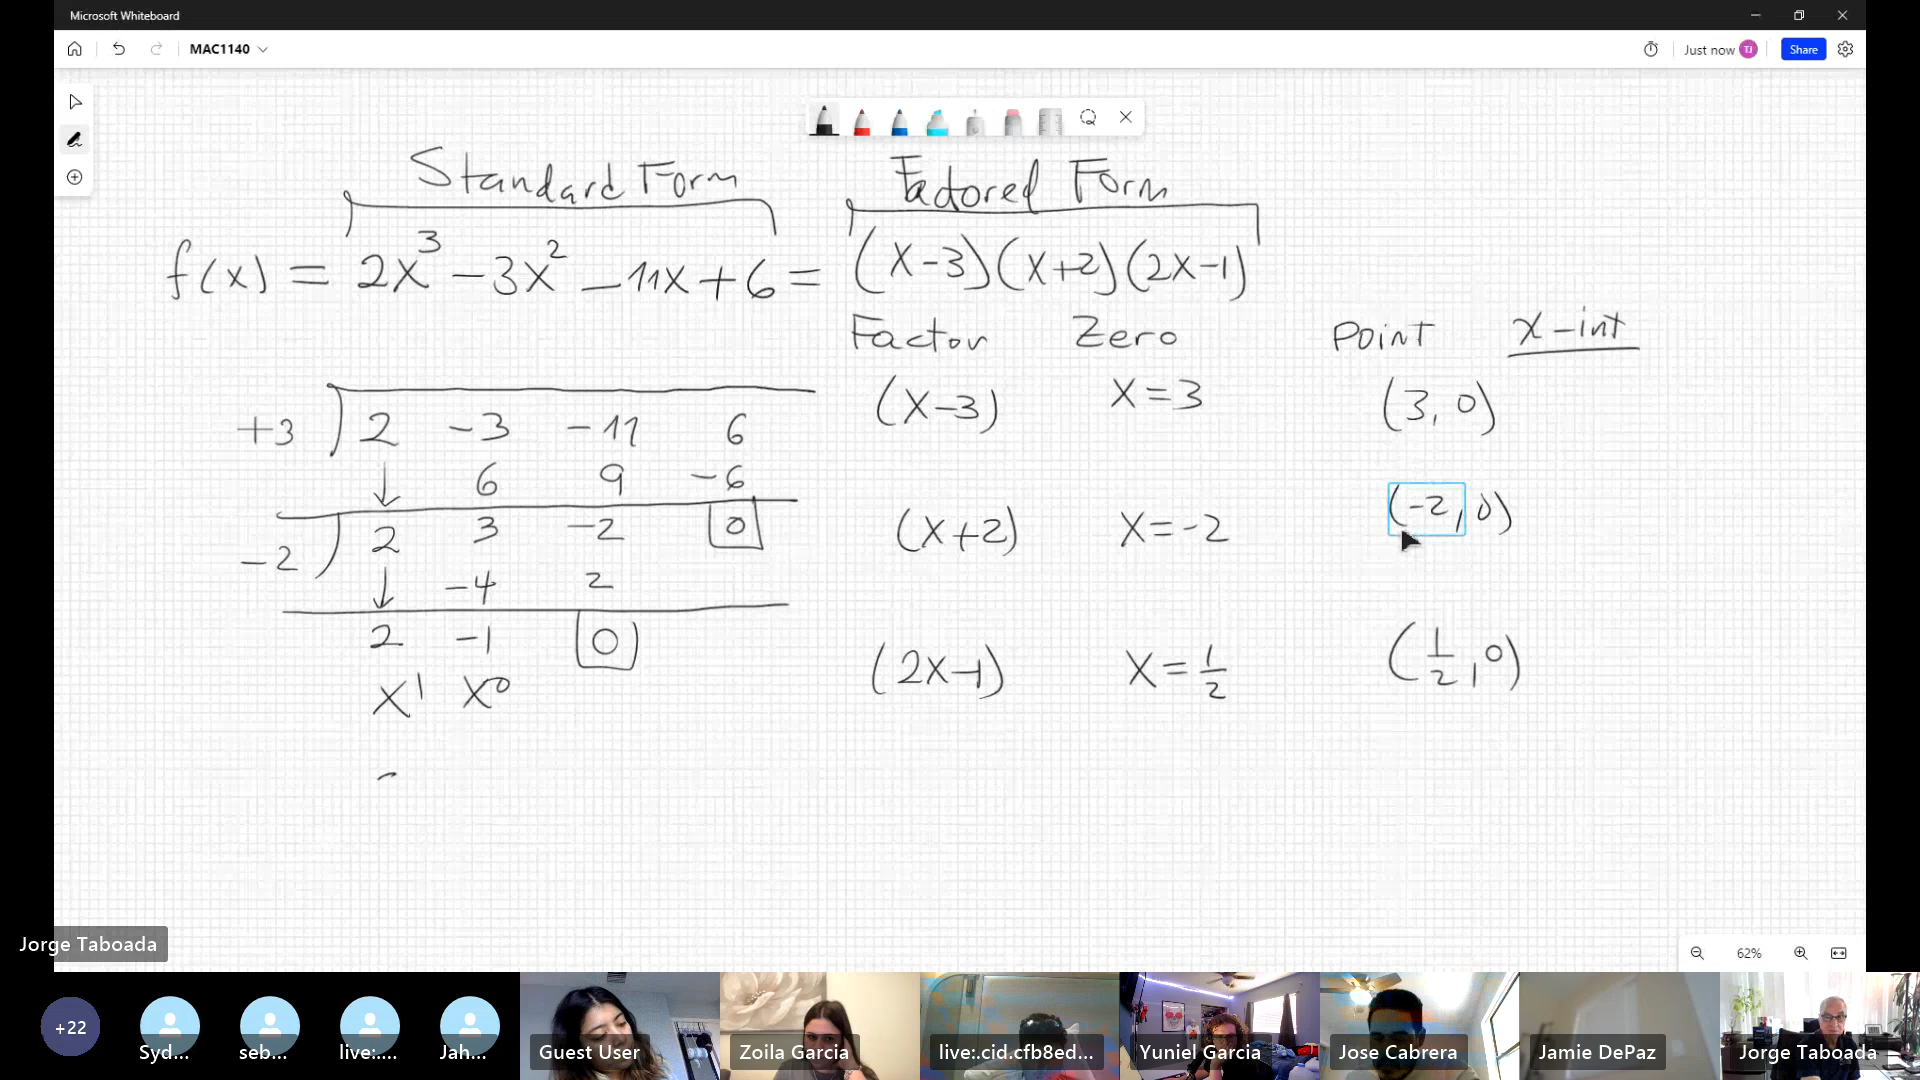 Microsoft Whiteboard
MAC1140
Just now TJ Share
Standard Form Factored Form
f(x) = 2x³ - 3x² - 11x + 6 = (x-3)(x+2)(2x-1)
Factor Zero Point x-int
(x-3) x=3 (3, 0)
+3 2 -3 -11 6
6 9 -6
-2 2 3 -2 0
(x+2) x=-2 (-2, 0)
-4 2
2 -1 0
x¹ x⁰
(2x-1) x=1/2 (1/2, 0)
Jorge Taboada
62%
+22
Syd...
seb...
live:....
Jah...
Guest User
Zoila Garcia
live:.cid.cfb8ed...
Yuniel Garcia
Jose Cabrera
Jamie DePaz
Jorge Taboada